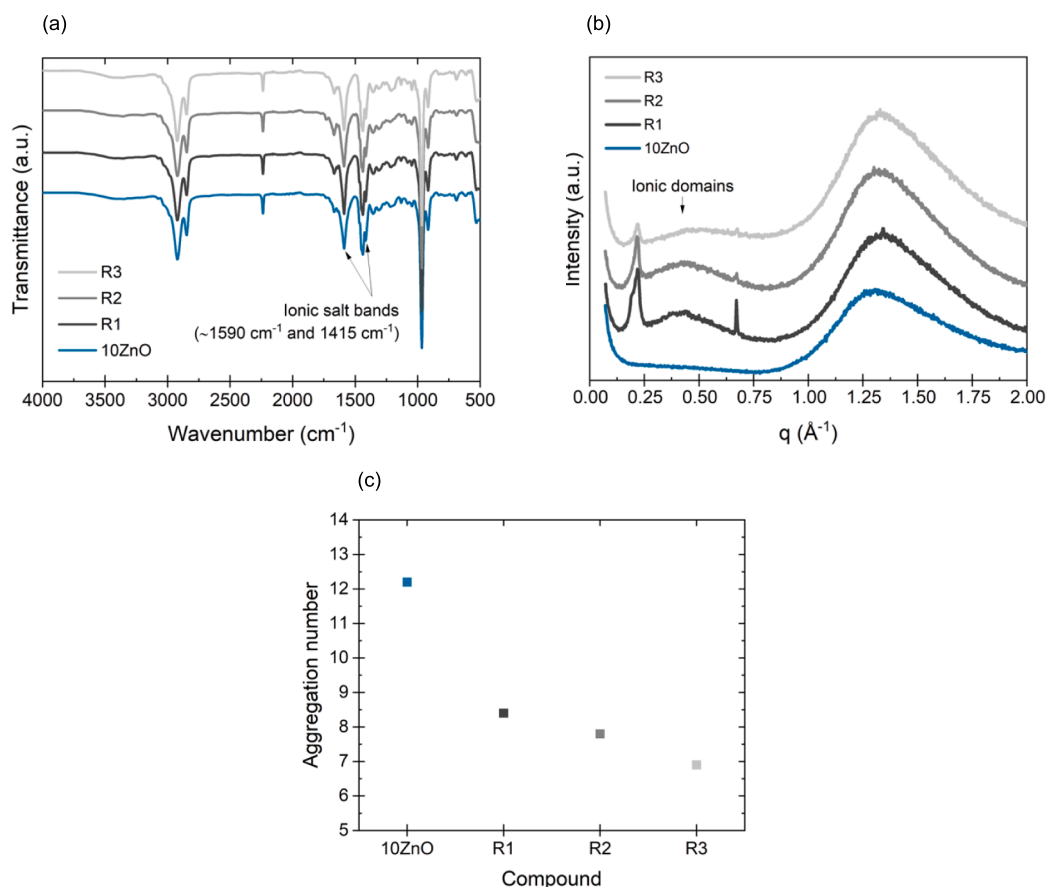 (a)
Transmittance (a.u.)
R3
R2
R1
10ZnO
Ionic salt bands
(~1590 cm⁻¹ and 1415 cm⁻¹)
4000 3500 3000 2500 2000 1500 1000 500
Wavenumber (cm⁻¹)
(b)
Intensity (a.u.)
R3
R2
R1
10ZnO
Ionic domains
0.00 0.25 0.50 0.75 1.00 1.25 1.50 1.75 2.00
q (Å⁻¹)
(c)
Aggregation number
14
13
12
11
10
9
8
7
6
5
10ZnO R1 R2 R3
Compound